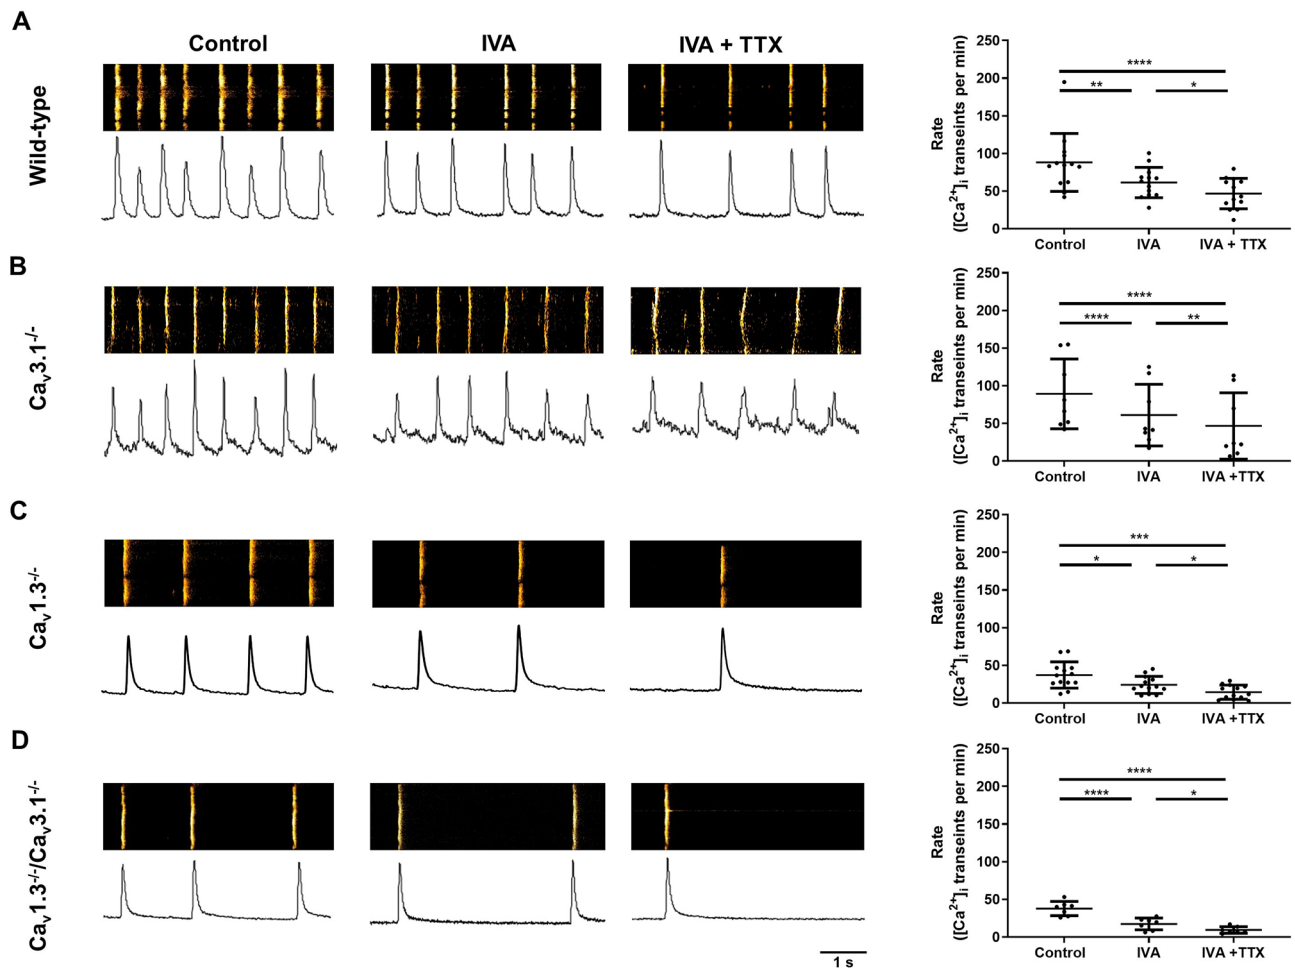 A
Control
IVA
IVA + TTX
Wild-type
Rate
([Ca²⁺]ᵢ transeints per min)
250
200
150
100
50
0
****
**
*
Control
IVA
IVA + TTX
B
Caᵥ3.1⁻/⁻
Rate
([Ca²⁺]ᵢ transeints per min)
250
200
150
100
50
0
****
****
**
Control
IVA
IVA +TTX
C
Caᵥ1.3⁻/⁻
Rate
([Ca²⁺]ᵢ transeints per min)
250
200
150
100
50
0
***
*
*
Control
IVA
IVA +TTX
D
Caᵥ1.3⁻/⁻/Caᵥ3.1⁻/⁻
1 s
Rate
([Ca²⁺]ᵢ transeints per min)
250
200
150
100
50
0
****
****
*
Control
IVA
IVA + TTX